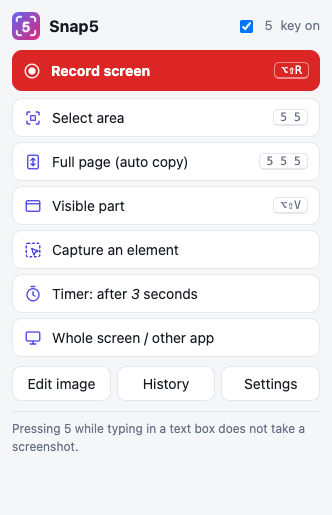 5 Snap5 5 key on
Record screen ⌥⇧R
Select area 5 5
Full page (auto copy) 5 5 5
Visible part ⌥⇧V
Capture an element
Timer: after 3 seconds
Whole screen / other app
Edit image History Settings
Pressing 5 while typing in a text box does not take a
screenshot.